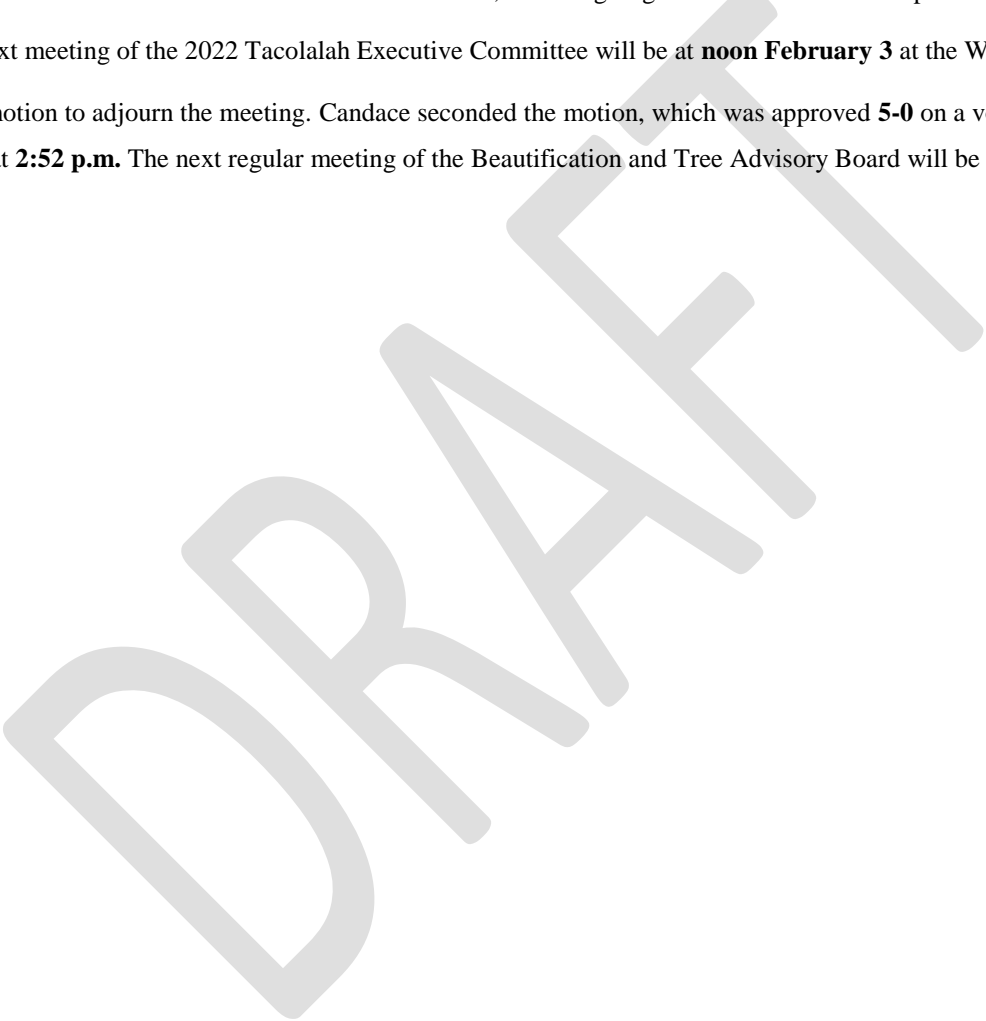 xt meeting of the 2022 Tacolalah Executive Committee will be at noon February 3 at the W
notion to adjourn the meeting. Candace seconded the motion, which was approved 5-0 on a v
t 2:52 p.m. The next regular meeting of the Beautification and Tree Advisory Board will be
DRAFT